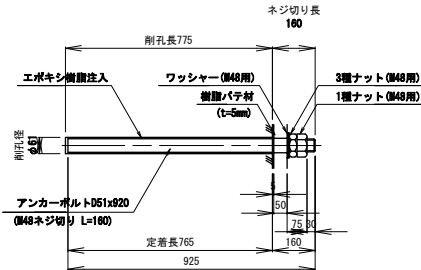 ネジ切り長
160
削孔長775
エポキシ樹脂注入
ワッシャー(M48用)
3種ナット(M48用)
樹脂パテ材
1種ナット(M48用)
(t=5mm)
削孔径
φ61
5
アンカーボルトD51x920
50
(M48ネジ切り L=160)
75
30
定着長765
160
925